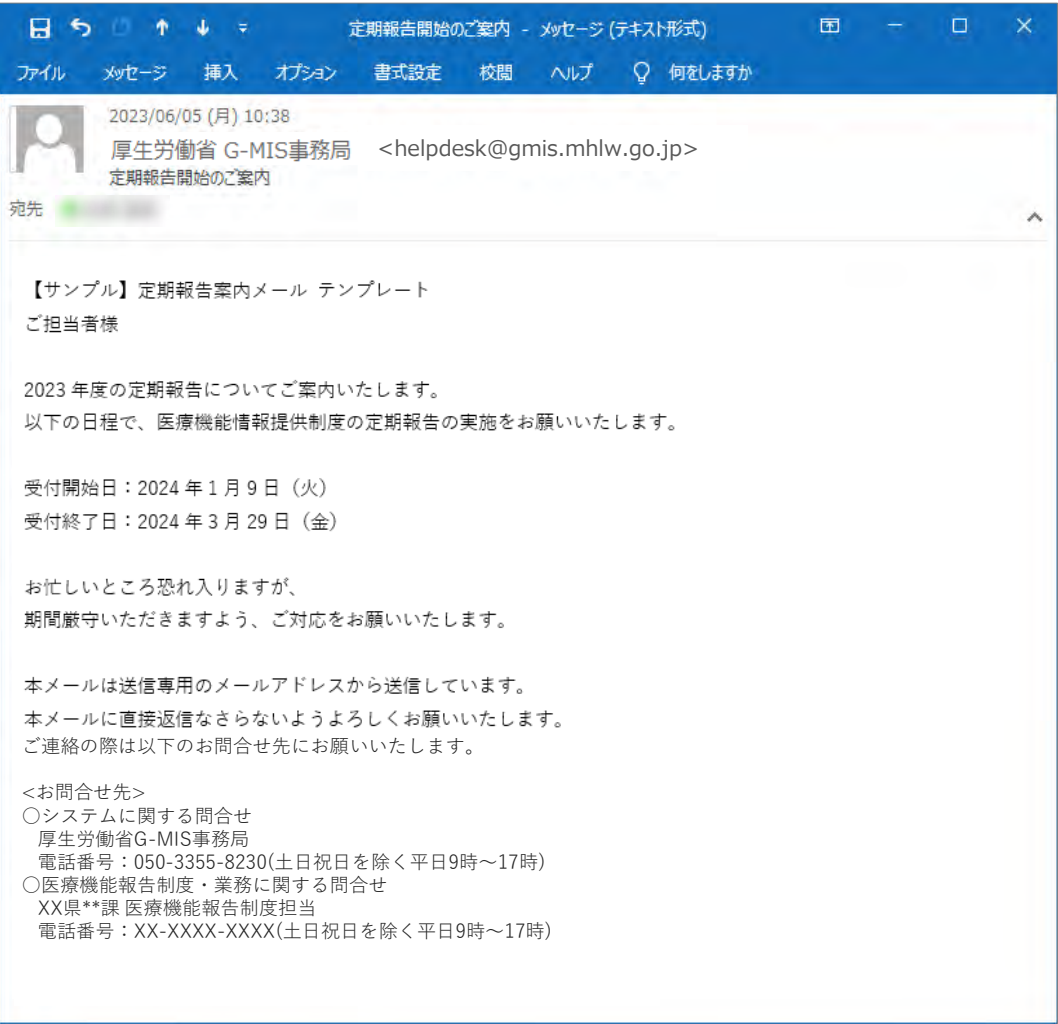 定期報告開始のご案内 - メッセージ (テキスト形式)
ファイル メッセージ 挿入 オプション 書式設定 校閲 ヘルプ 何をしますか
2023/06/05 (月) 10:38
厚生労働省 G-MIS事務局 <helpdesk@gmis.mhlw.go.jp>
定期報告開始のご案内
宛先
【サンプル】定期報告案内メール テンプレート
ご担当者様
2023 年度の定期報告についてご案内いたします。
以下の日程で、医療機能情報提供制度の定期報告の実施をお願いいたします。
受付開始日：2024 年 1 月 9 日（火）
受付終了日：2024 年 3 月 29 日（金）
お忙しいところ恐れ入りますが、
期間厳守いただきますよう、ご対応をお願いいたします。
本メールは送信専用のメールアドレスから送信しています。
本メールに直接返信なさらないようよろしくお願いいたします。
ご連絡の際は以下のお問合せ先にお願いいたします。
<お問合せ先>
○システムに関する問合せ
厚生労働省G-MIS事務局
電話番号：050-3355-8230(土日祝日を除く平日9時～17時)
○医療機能報告制度・業務に関する問合せ
XX県**課 医療機能報告制度担当
電話番号：XX-XXXX-XXXX(土日祝日を除く平日9時～17時)